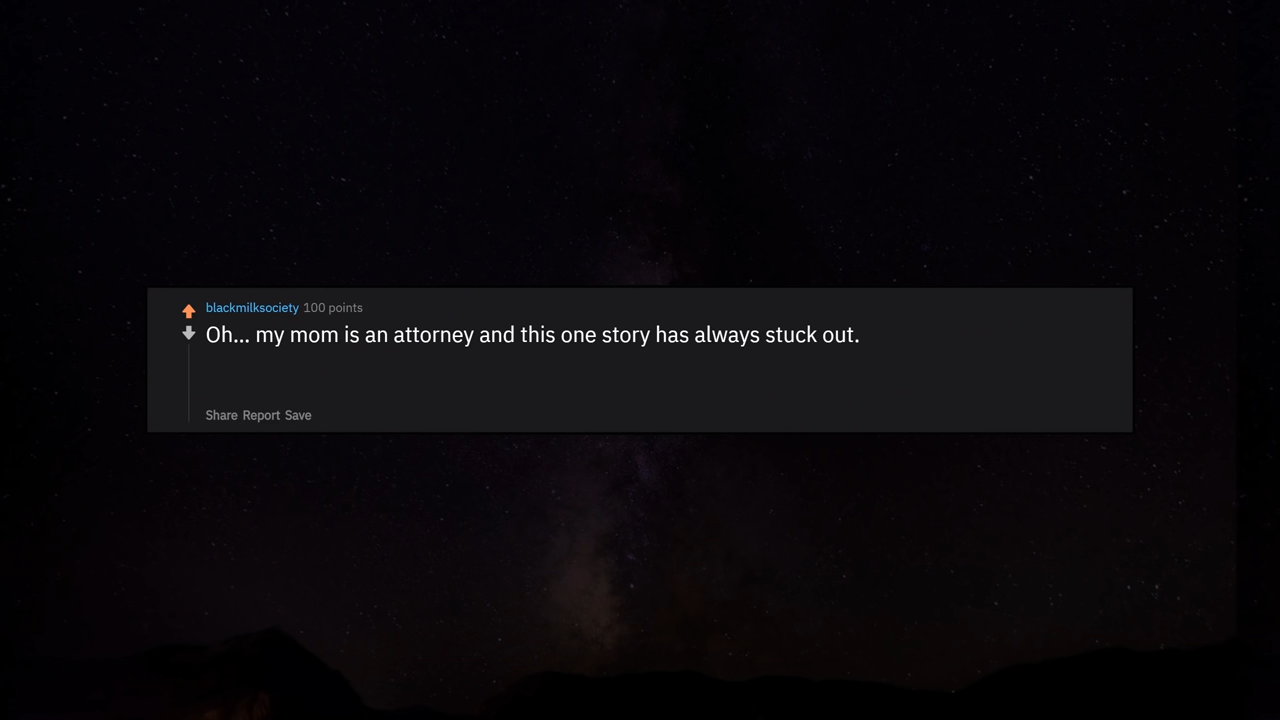 blackmilksociety 100 points
Oh... my mom is an attorney and this one story has always stuck out.
Share Report Save